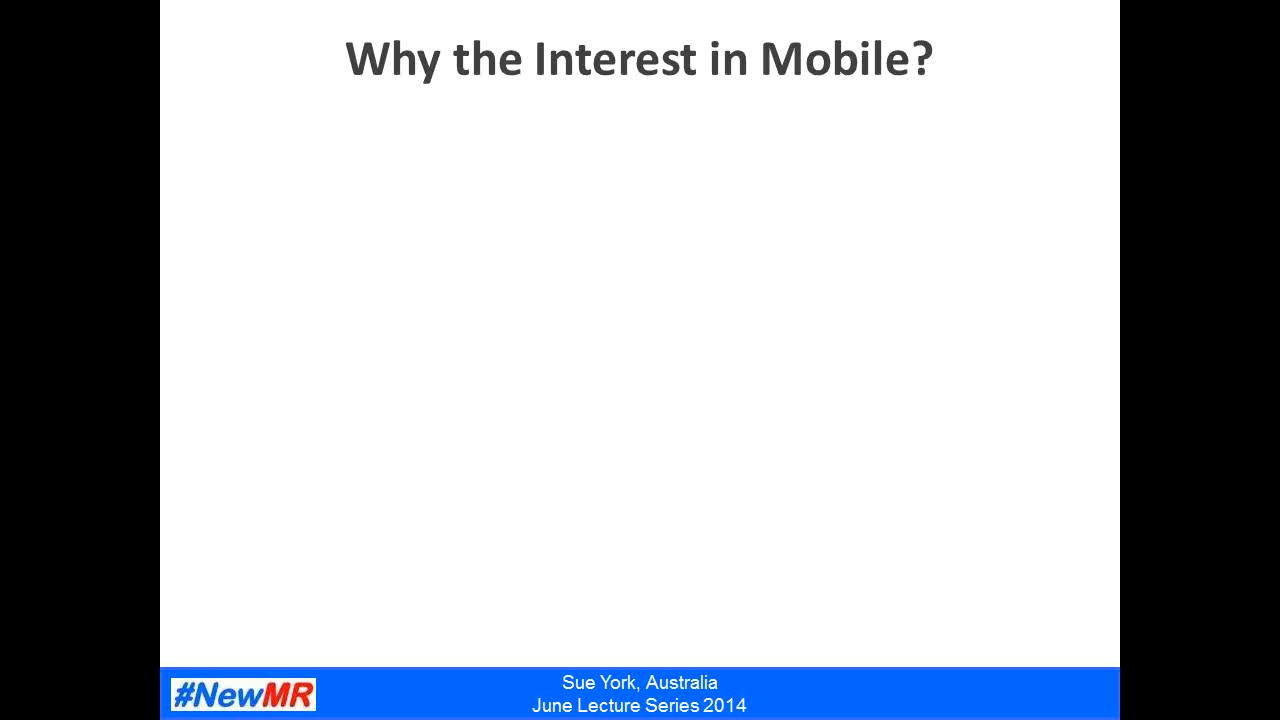 Why the Interest in Mobile?
#NewMR
Sue York, Australia
June Lecture Series 2014